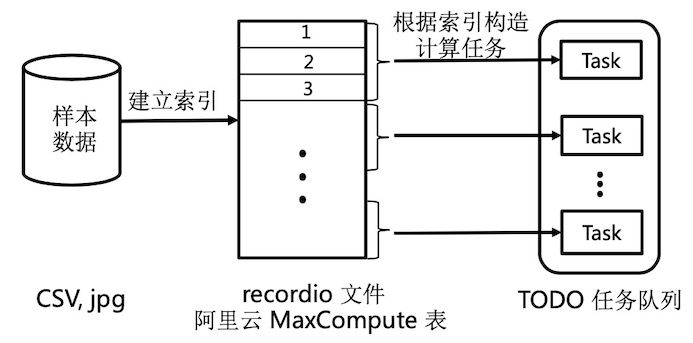 样本
数据
CSV, jpg
建立索引
1
2
3
recordio 文件
阿里云 MaxCompute 表
根据索引构造
计算任务
Task
Task
Task
TODO 任务队列